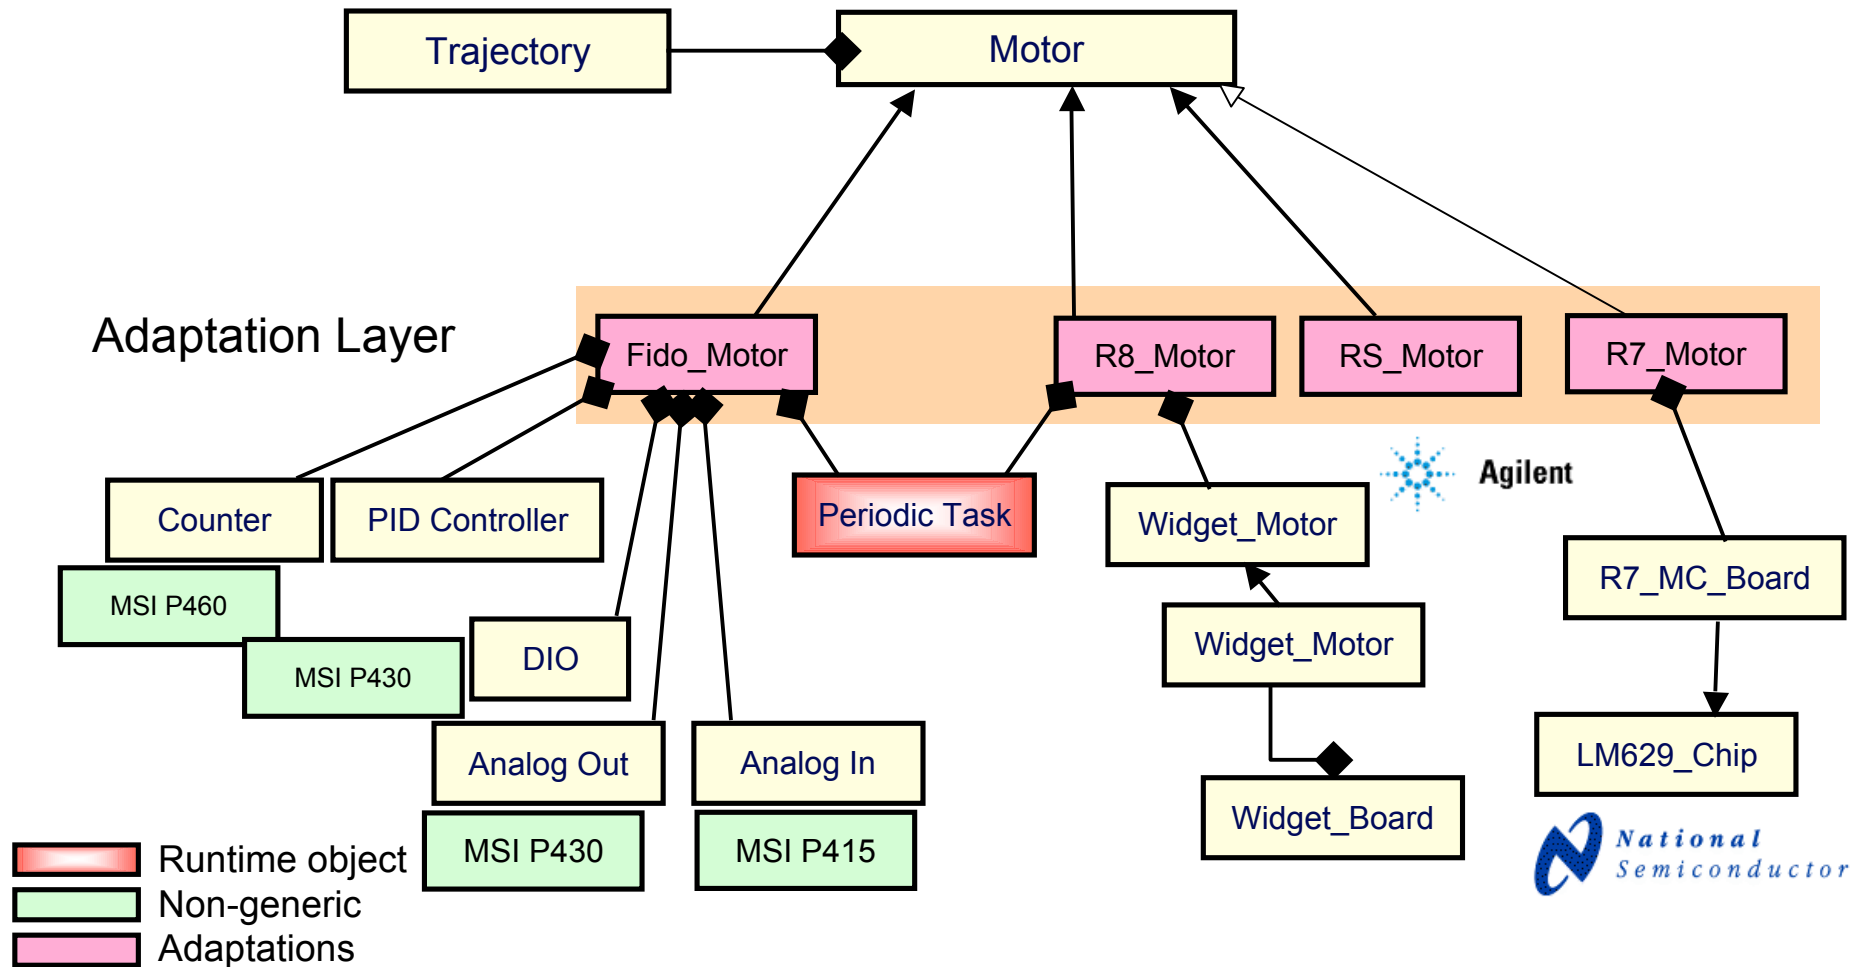 Trajectory
Motor
Adaptation Layer
Fido_Motor
R8_Motor
RS_Motor
R7_Motor
Agilent
Counter
PID Controller
Periodic Task
Widget_Motor
R7_MC_Board
MSI P460
MSI P430
DIO
Widget_Motor
Analog Out
Analog In
LM629_Chip
Widget_Board
MSI P430
MSI P415
National
Semiconductor
Runtime object
Non-generic
Adaptations